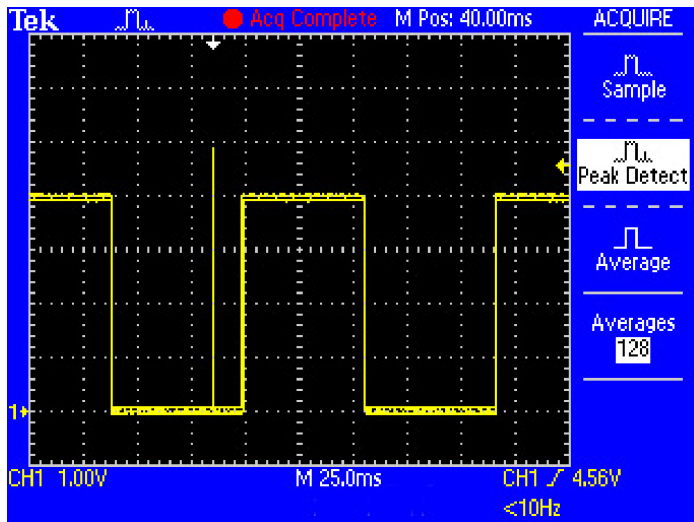 Tek
Acq Complete
M Pos: 40.00ms
ACQUIRE
Sample
Peak Detect
Average
Averages
128
1
CH1 1.00V
M 25.0ms
CH1
4.56V
<10Hz